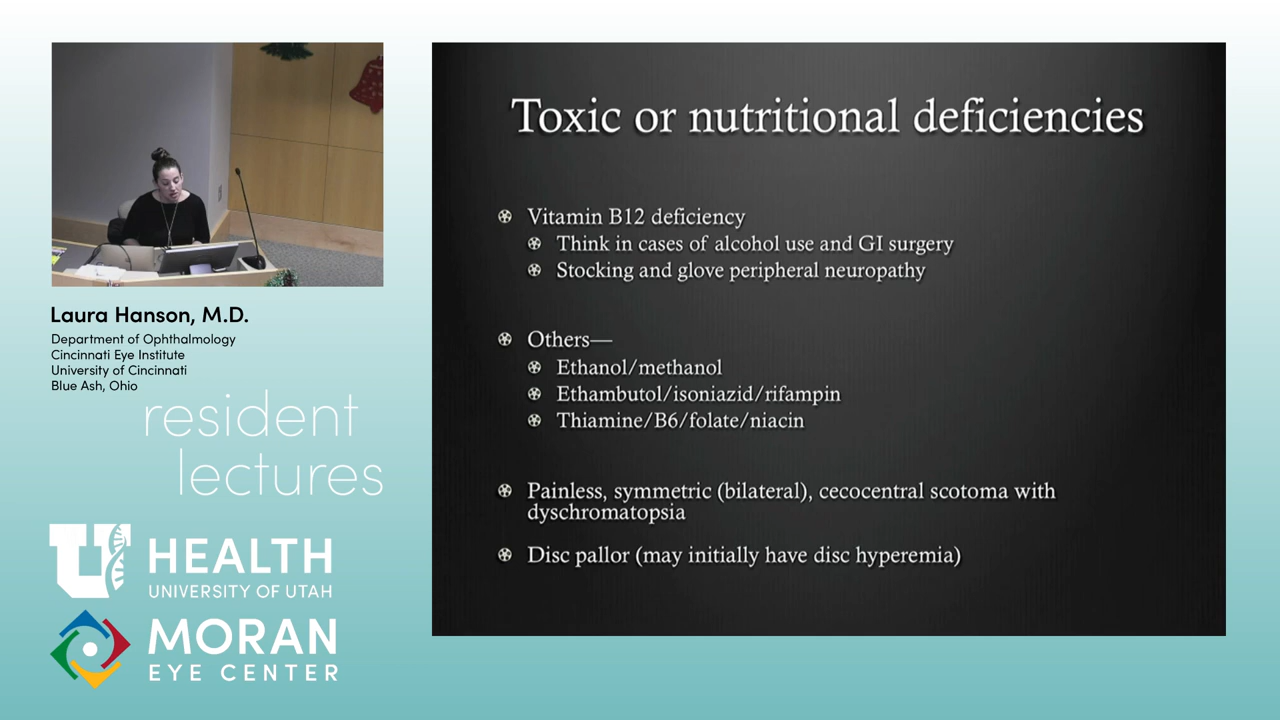 Laura Hanson, M.D.
Department of Ophthalmology
Cincinnati Eye Institute
University of Cincinnati
Blue Ash, Ohio
resident
lectures
U
HEALTH
UNIVERSITY OF UTAH
MORAN
EYE CENTER
Toxic or nutritional deficiencies
Vitamin B12 deficiency
Think in cases of alcohol use and GI surgery
Stocking and glove peripheral neuropathy
Others—
Ethanol/methanol
Ethambutol/isoniazid/rifampin
Thiamine/B6/folate/niacin
Painless, symmetric (bilateral), cecocentral scotoma with
dyschromatopsia
Disc pallor (may initially have disc hyperemia)